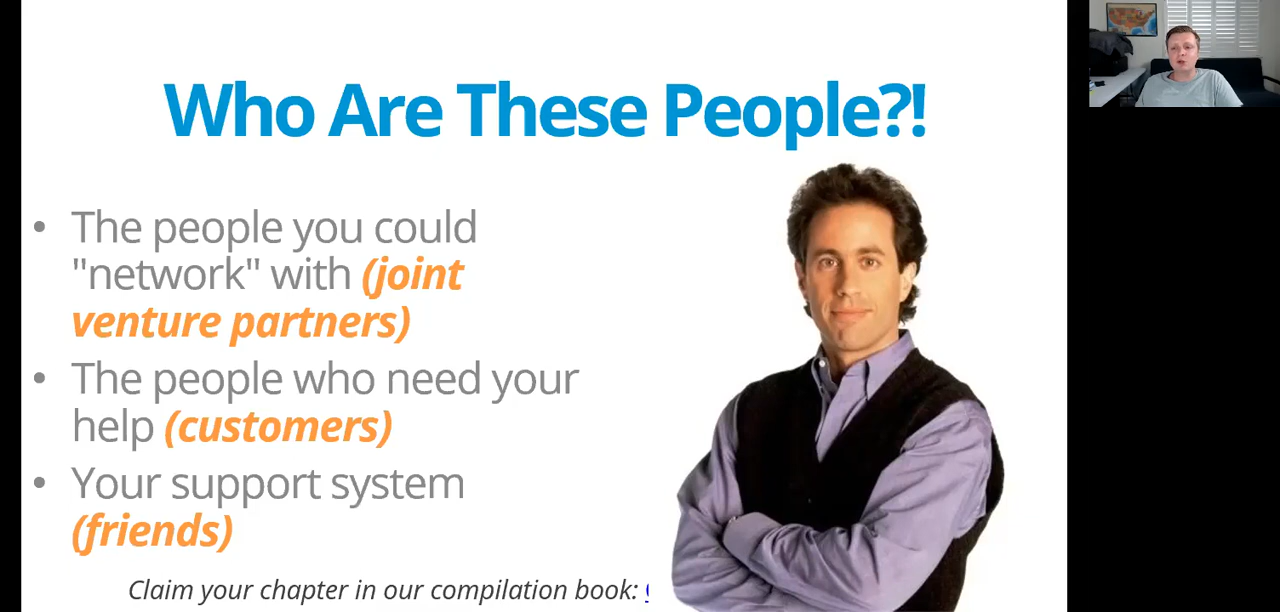 Who Are These People?!
• The people you could
"network" with (joint
venture partners)
• The people who need your
help (customers)
• Your support system
(friends)
Claim your chapter in our compilation book: